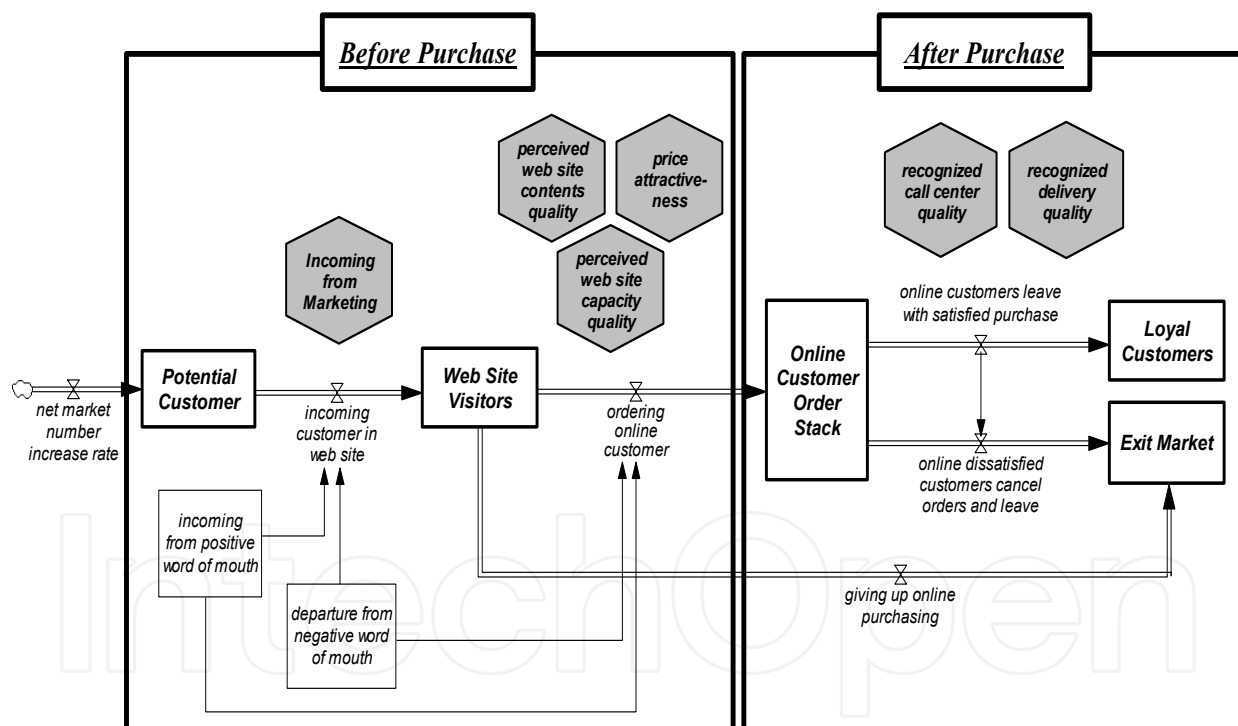 Before Purchase
After Purchase
perceived
web site
contents
quality
price
attractive-
ness
recognized
call center
quality
recognized
delivery
quality
Incoming
from
Marketing
perceived
web site
capacity
quality
online customers leave
with satisfied purchase
Potential
Customer
Web Site
Visitors
Online
Customer
Order
Stack
Loyal
Customers
net market
number
increase rate
incoming
customer in
web site
ordering
online
customer
Exit Market
online dissatisfied
customers cancel
orders and leave
incoming
from positive
word of mouth
departure from
negative word
of mouth
giving up online
purchasing
IntechOpen